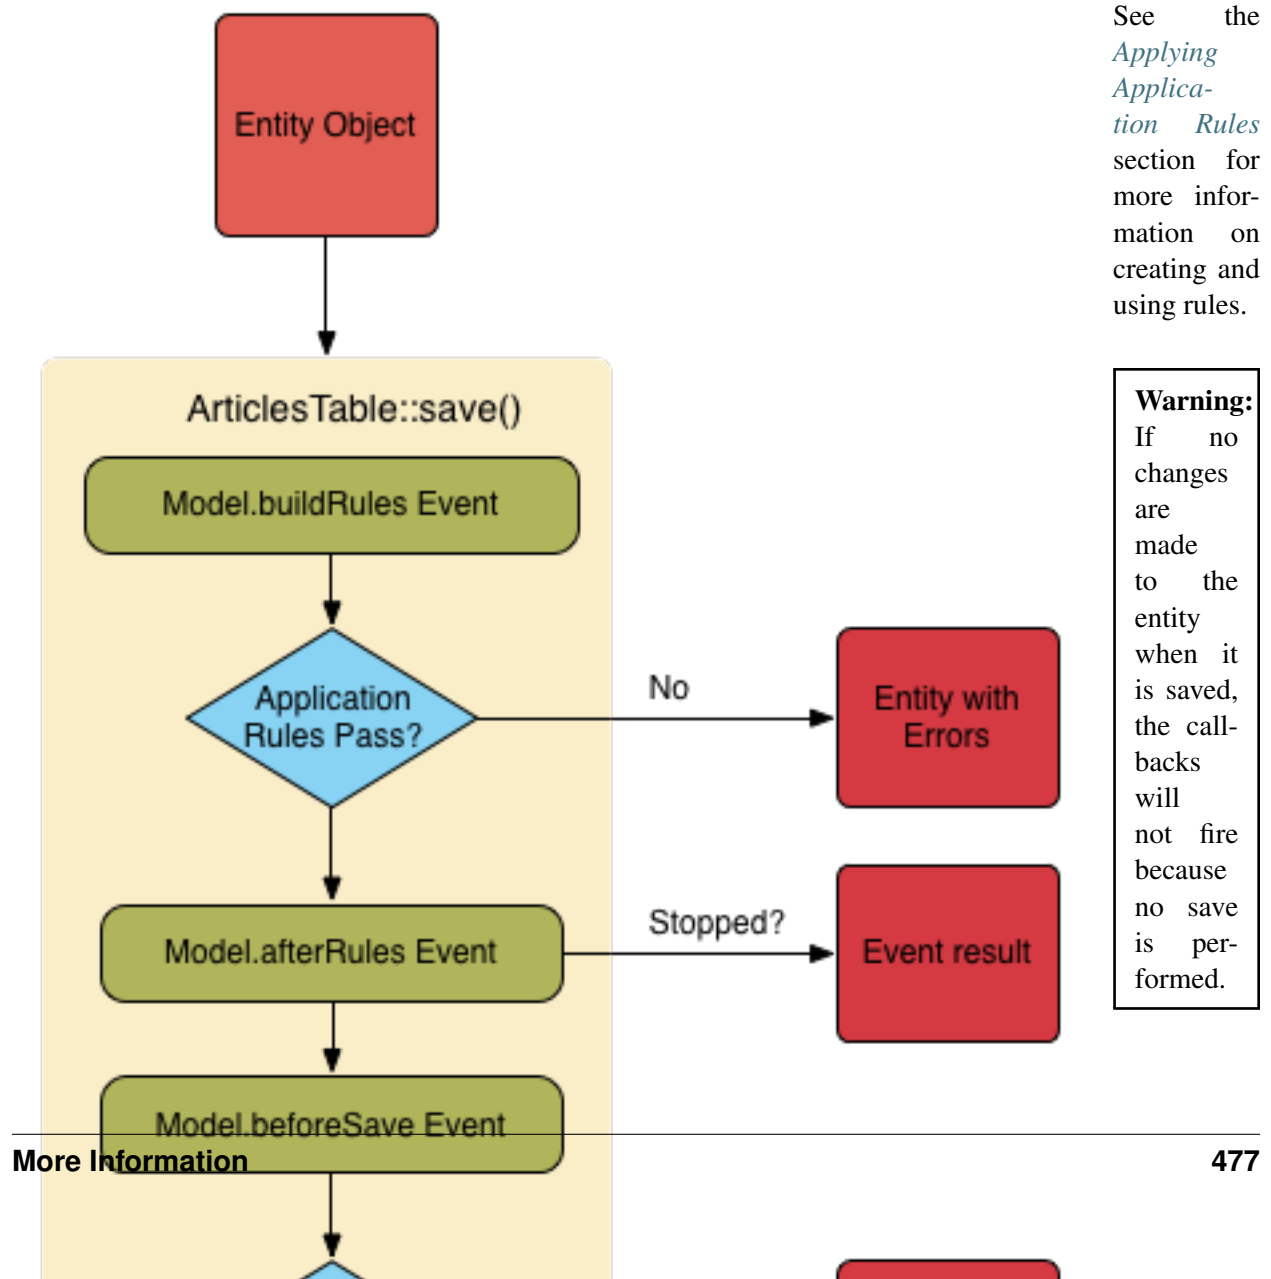 Entity Object
ArticlesTable::save()
Model.buildRules Event
Application
Rules Pass?
No
Entity with
Errors
Model.afterRules Event
Stopped?
Event result
Model.beforeSave Event
See the
Applying
Applica-
tion Rules
section for
more infor-
mation on
creating and
using rules.
Warning:
If no
changes
are
made
to the
entity
when it
is saved,
the call-
backs
will
not fire
because
no save
is per-
formed.
More Information 477